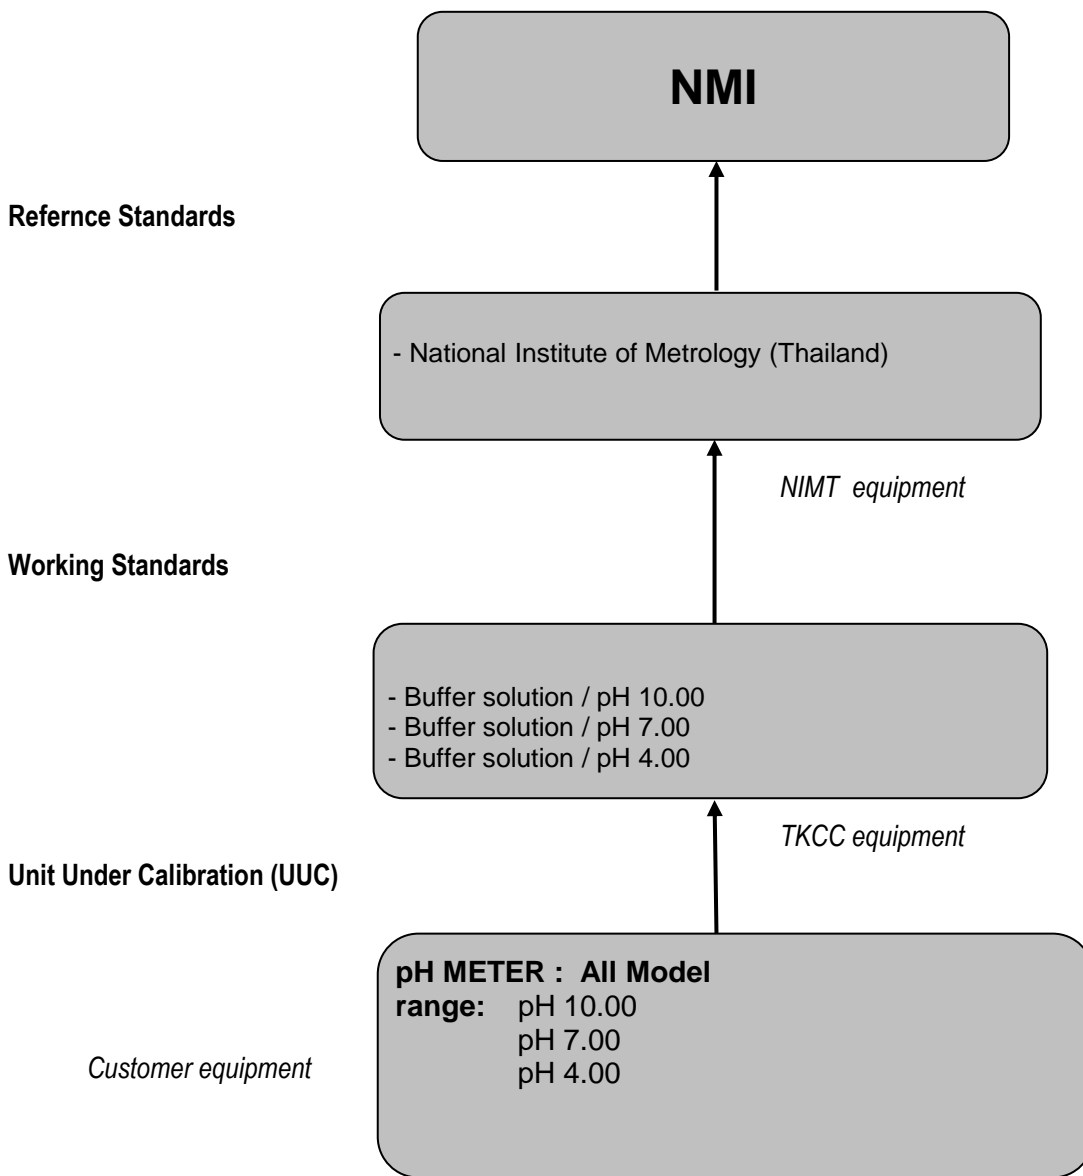 NMI
Refernce Standards
- National Institute of Metrology (Thailand)
NIMT  equipment
Working Standards
- Buffer solution / pH 10.00
- Buffer solution / pH 7.00
- Buffer solution / pH 4.00
TKCC equipment
Unit Under Calibration (UUC)
pH METER :  All Model
range:    pH 10.00
pH 7.00
pH 4.00
Customer equipment